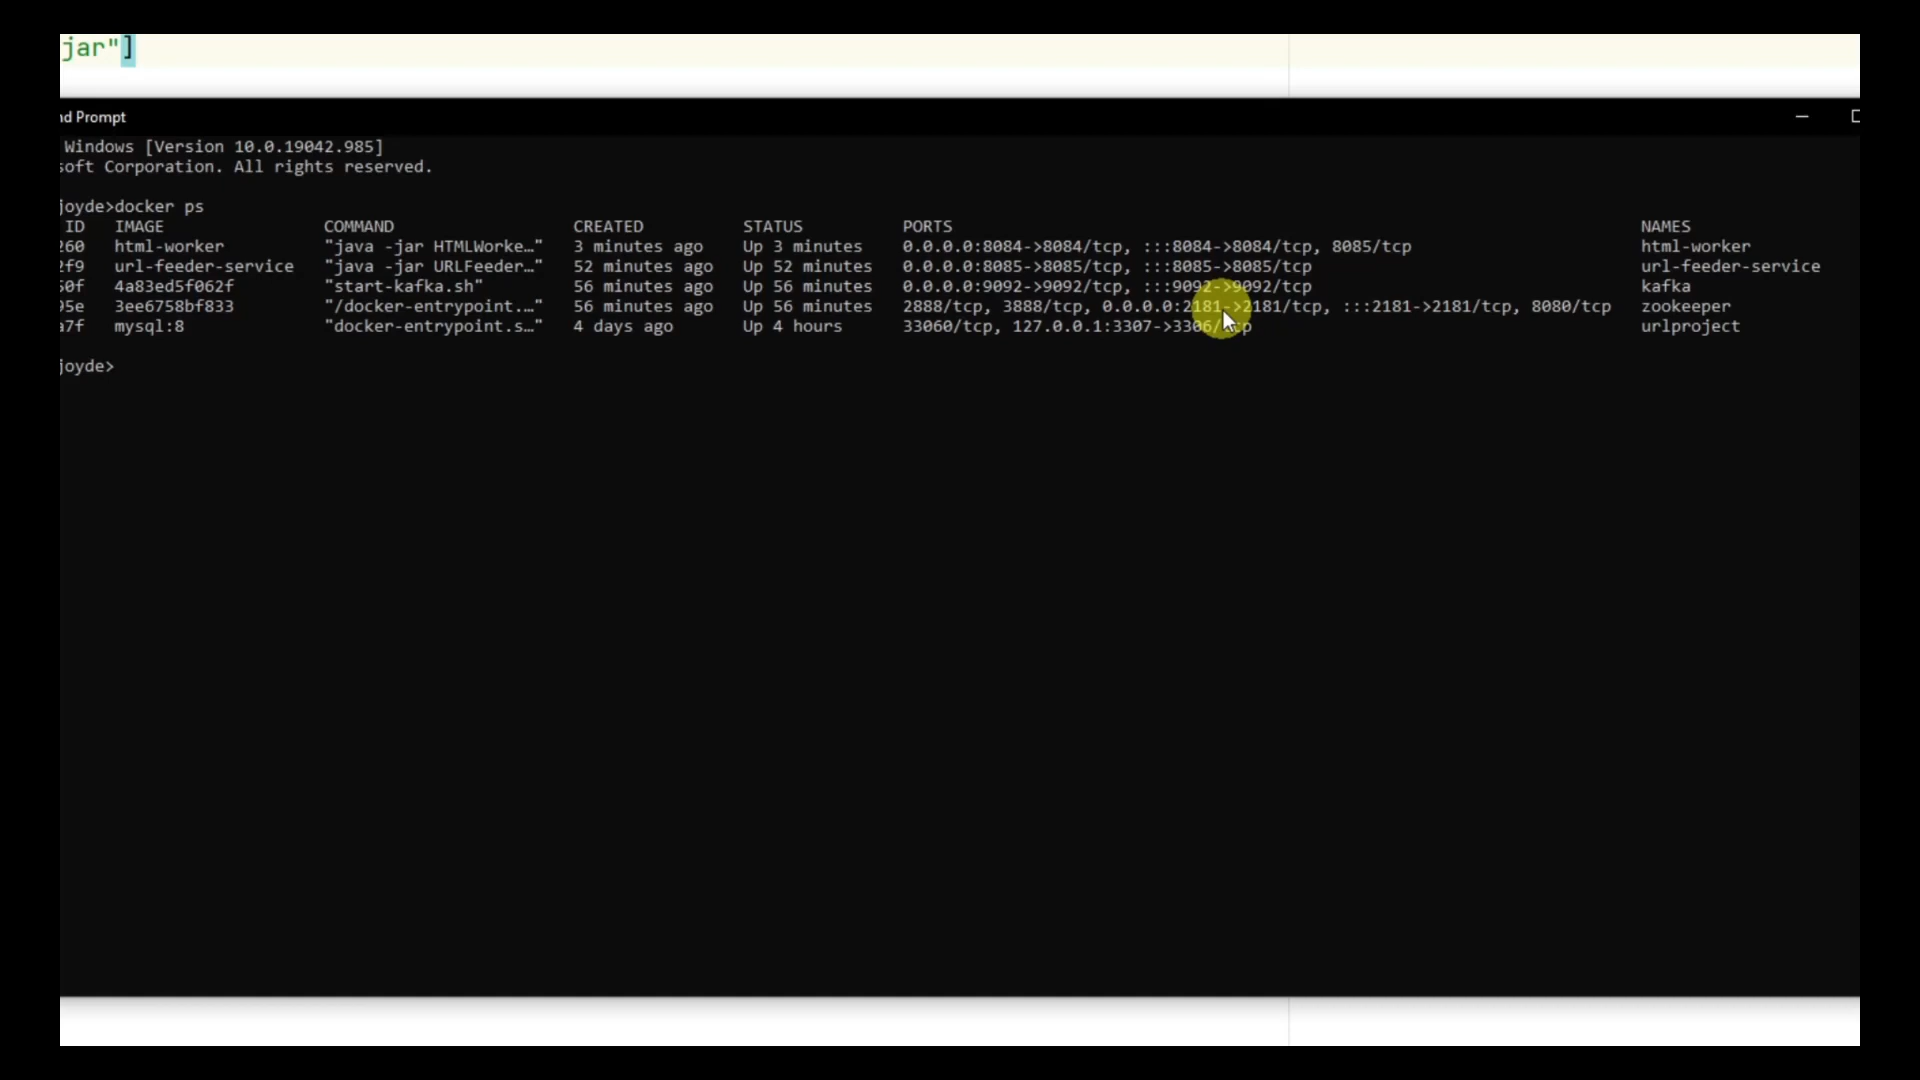 jar"]
nd Prompt
Windows [Version 10.0.19042.985]
soft Corporation. All rights reserved.
joyde>docker ps
ID IMAGE COMMAND CREATED STATUS PORTS NAMES
260 html-worker "java -jar HTMLWorke…" 3 minutes ago Up 3 minutes 0.0.0.0:8084->8084/tcp, :::8084->8084/tcp, 8085/tcp html-worker
2f9 url-feeder-service "java -jar URLFeeder…" 52 minutes ago Up 52 minutes 0.0.0.0:8085->8085/tcp, :::8085->8085/tcp url-feeder-service
50f 4a83ed5f062f "start-kafka.sh" 56 minutes ago Up 56 minutes 0.0.0.0:9092->9092/tcp, :::9092->9092/tcp kafka
95e 3ee6758bf833 "/docker-entrypoint.…" 56 minutes ago Up 56 minutes 2888/tcp, 3888/tcp, 0.0.0.0:2181->2181/tcp, :::2181->2181/tcp, 8080/tcp zookeeper
a7f mysql:8 "docker-entrypoint.s…" 4 days ago Up 4 hours 33060/tcp, 127.0.0.1:3307->3306/tcp urlproject
joyde>